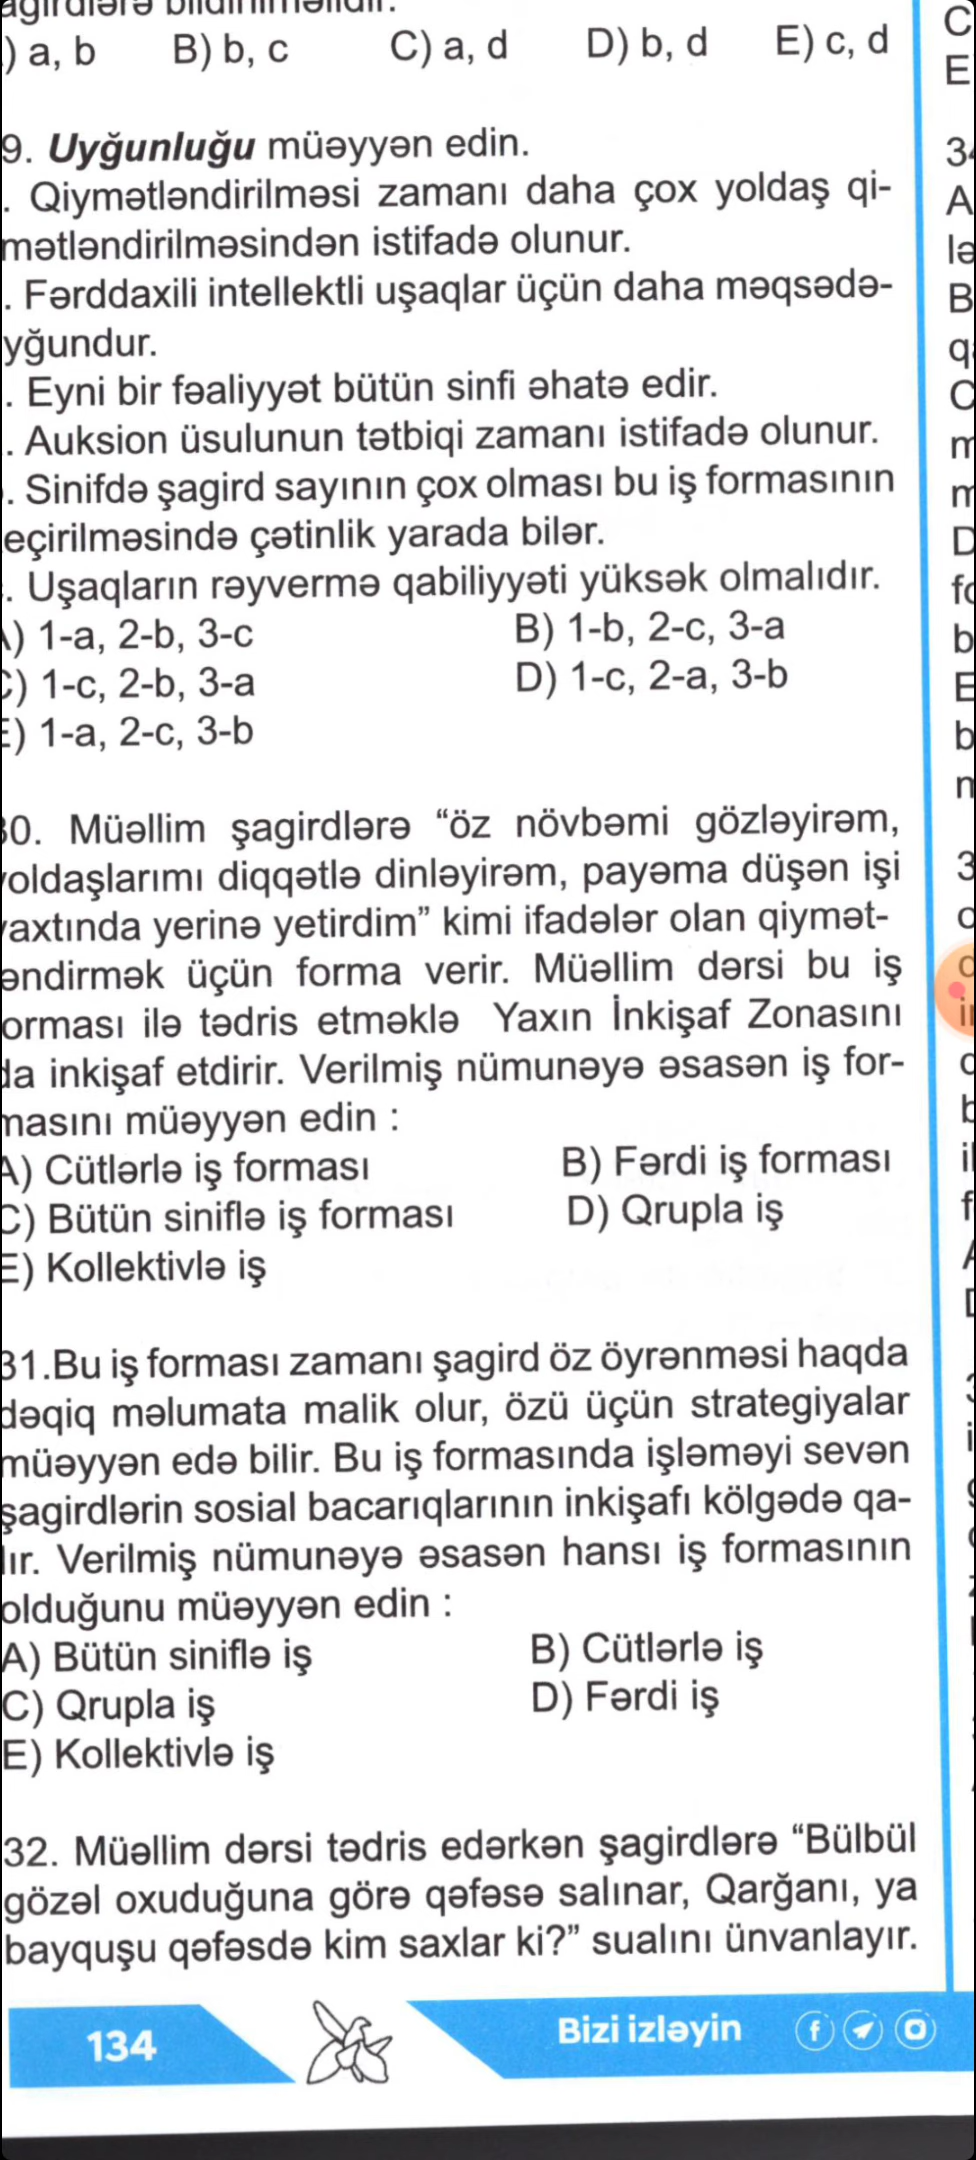 ) a, b B) b, c C) a, d D) b, d E) c, d
9. Uyğunluğu müəyyən edin.
. Qiymətləndirilməsi zamanı daha çox yoldaş qi-
mətləndirilməsindən istifadə olunur.
. Fərddaxili intellektli uşaqlar üçün daha məqsədə-
yğundur.
. Eyni bir fəaliyyət bütün sinfi əhatə edir.
. Auksion üsulunun tətbiqi zamanı istifadə olunur.
. Sinifdə şagird sayının çox olması bu iş formasının
eçirilməsində çətinlik yarada bilər.
. Uşaqların rəyvermə qabiliyyəti yüksək olmalıdır.
A) 1-a, 2-b, 3-c B) 1-b, 2-c, 3-a
C) 1-c, 2-b, 3-a D) 1-c, 2-a, 3-b
E) 1-a, 2-c, 3-b
30. Müəllim şagirdlərə “öz növbəmi gözləyirəm,
yoldaşlarımı diqqətlə dinləyirəm, payəma düşən işi
vaxtında yerinə yetirdim” kimi ifadələr olan qiymət-
əndirmək üçün forma verir. Müəllim dərsi bu iş
orması ilə tədris etməklə Yaxın İnkişaf Zonasını
da inkişaf etdirir. Verilmiş nümunəyə əsasən iş for-
masını müəyyən edin :
A) Cütlərlə iş forması B) Fərdi iş forması
C) Bütün siniflə iş forması D) Qrupla iş
E) Kollektivlə iş
31.Bu iş forması zamanı şagird öz öyrənməsi haqda
dəqiq məlumata malik olur, özü üçün strategiyalar
müəyyən edə bilir. Bu iş formasında işləməyi sevən
şagirdlərin sosial bacarıqlarının inkişafı kölgədə qa-
lır. Verilmiş nümunəyə əsasən hansı iş formasının
olduğunu müəyyən edin :
A) Bütün siniflə iş B) Cütlərlə iş
C) Qrupla iş D) Fərdi iş
E) Kollektivlə iş
32. Müəllim dərsi tədris edərkən şagirdlərə “Bülbül
gözəl oxuduğuna görə qəfəsə salınar, Qarğanı, ya
bayquşu qəfəsdə kim saxlar ki?” sualını ünvanlayır.
134
Bizi izləyin